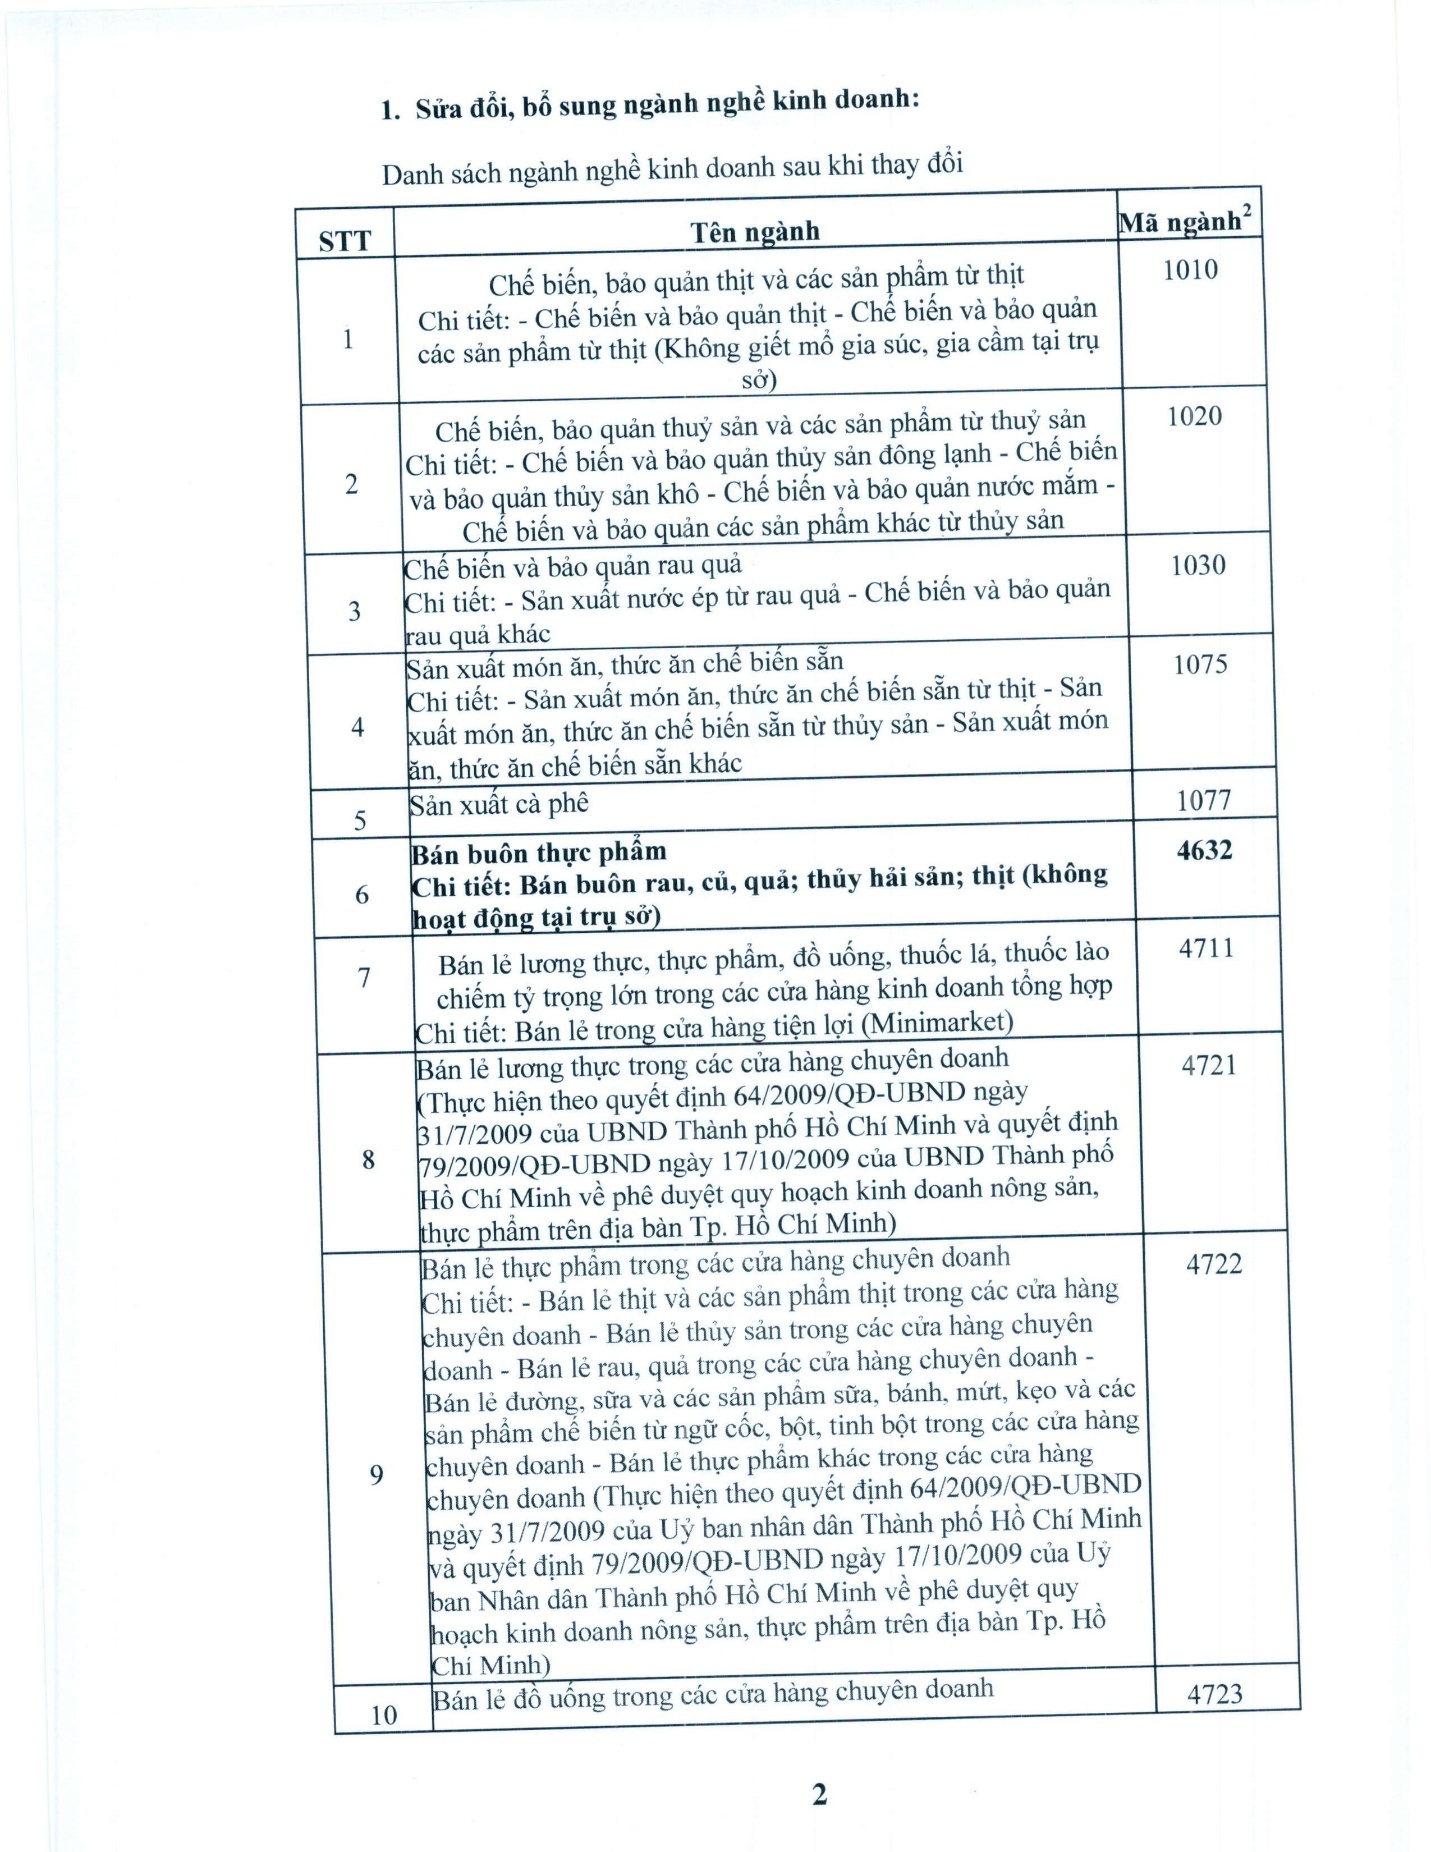 1. Sửa đổi, bổ sung ngành nghề kinh doanh:
Danh sách ngành nghề kinh doanh sau khi thay đổi
STT Tên ngành Mã ngành2
1 Chế biến, bảo quản thịt và các sản phẩm từ thịt 1010
Chi tiết: - Chế biến và bảo quản thịt - Chế biến và bảo quản
các sản phẩm từ thịt (Không giết mổ gia súc, gia cầm tại trụ
sở)
2 Chế biến, bảo quản thuỷ sản và các sản phẩm từ thuỷ sản 1020
Chi tiết: - Chế biến và bảo quản thủy sản đông lạnh - Chế biến
và bảo quản thủy sản khô - Chế biến và bảo quản nước mắm -
Chế biến và bảo quản các sản phẩm khác từ thủy sản
3 Chế biến và bảo quản rau quả 1030
Chi tiết: - Sản xuất nước ép từ rau quả - Chế biến và bảo quản
rau quả khác
4 Sản xuất món ăn, thức ăn chế biến sẵn 1075
Chi tiết: - Sản xuất món ăn, thức ăn chế biến sẵn từ thịt - Sản
xuất món ăn, thức ăn chế biến sẵn từ thủy sản - Sản xuất món
ăn, thức ăn chế biến sẵn khác
5 Sản xuất cà phê 1077
6 Bán buôn thực phẩm 4632
Chi tiết: Bán buôn rau, củ, quả; thủy hải sản; thịt (không
hoạt động tại trụ sở)
7 Bán lẻ lương thực, thực phẩm, đồ uống, thuốc lá, thuốc lào 4711
chiếm tỷ trọng lớn trong các cửa hàng kinh doanh tổng hợp
Chi tiết: Bán lẻ trong cửa hàng tiện lợi (Minimarket)
8 Bán lẻ lương thực trong các cửa hàng chuyên doanh 4721
(Thực hiện theo quyết định 64/2009/QĐ-UBND ngày
31/7/2009 của UBND Thành phố Hồ Chí Minh và quyết định
79/2009/QĐ-UBND ngày 17/10/2009 của UBND Thành phố
Hồ Chí Minh về phê duyệt quy hoạch kinh doanh nông sản,
thực phẩm trên địa bàn Tp. Hồ Chí Minh)
9 Bán lẻ thực phẩm trong các cửa hàng chuyên doanh 4722
Chi tiết: - Bán lẻ thịt và các sản phẩm thịt trong các cửa hàng
chuyên doanh - Bán lẻ thủy sản trong các cửa hàng chuyên
doanh - Bán lẻ rau, quả trong các cửa hàng chuyên doanh -
Bán lẻ đường, sữa và các sản phẩm sữa, bánh, mứt, kẹo và các
sản phẩm chế biến từ ngũ cốc, bột, tinh bột trong các cửa hàng
chuyên doanh - Bán lẻ thực phẩm khác trong các cửa hàng
chuyên doanh (Thực hiện theo quyết định 64/2009/QĐ-UBND
ngày 31/7/2009 của Uỷ ban nhân dân Thành phố Hồ Chí Minh
và quyết định 79/2009/QĐ-UBND ngày 17/10/2009 của Uỷ
ban Nhân dân Thành phố Hồ Chí Minh về phê duyệt quy
hoạch kinh doanh nông sản, thực phẩm trên địa bàn Tp. Hồ
Chí Minh)
10 Bán lẻ đồ uống trong các cửa hàng chuyên doanh 4723
2